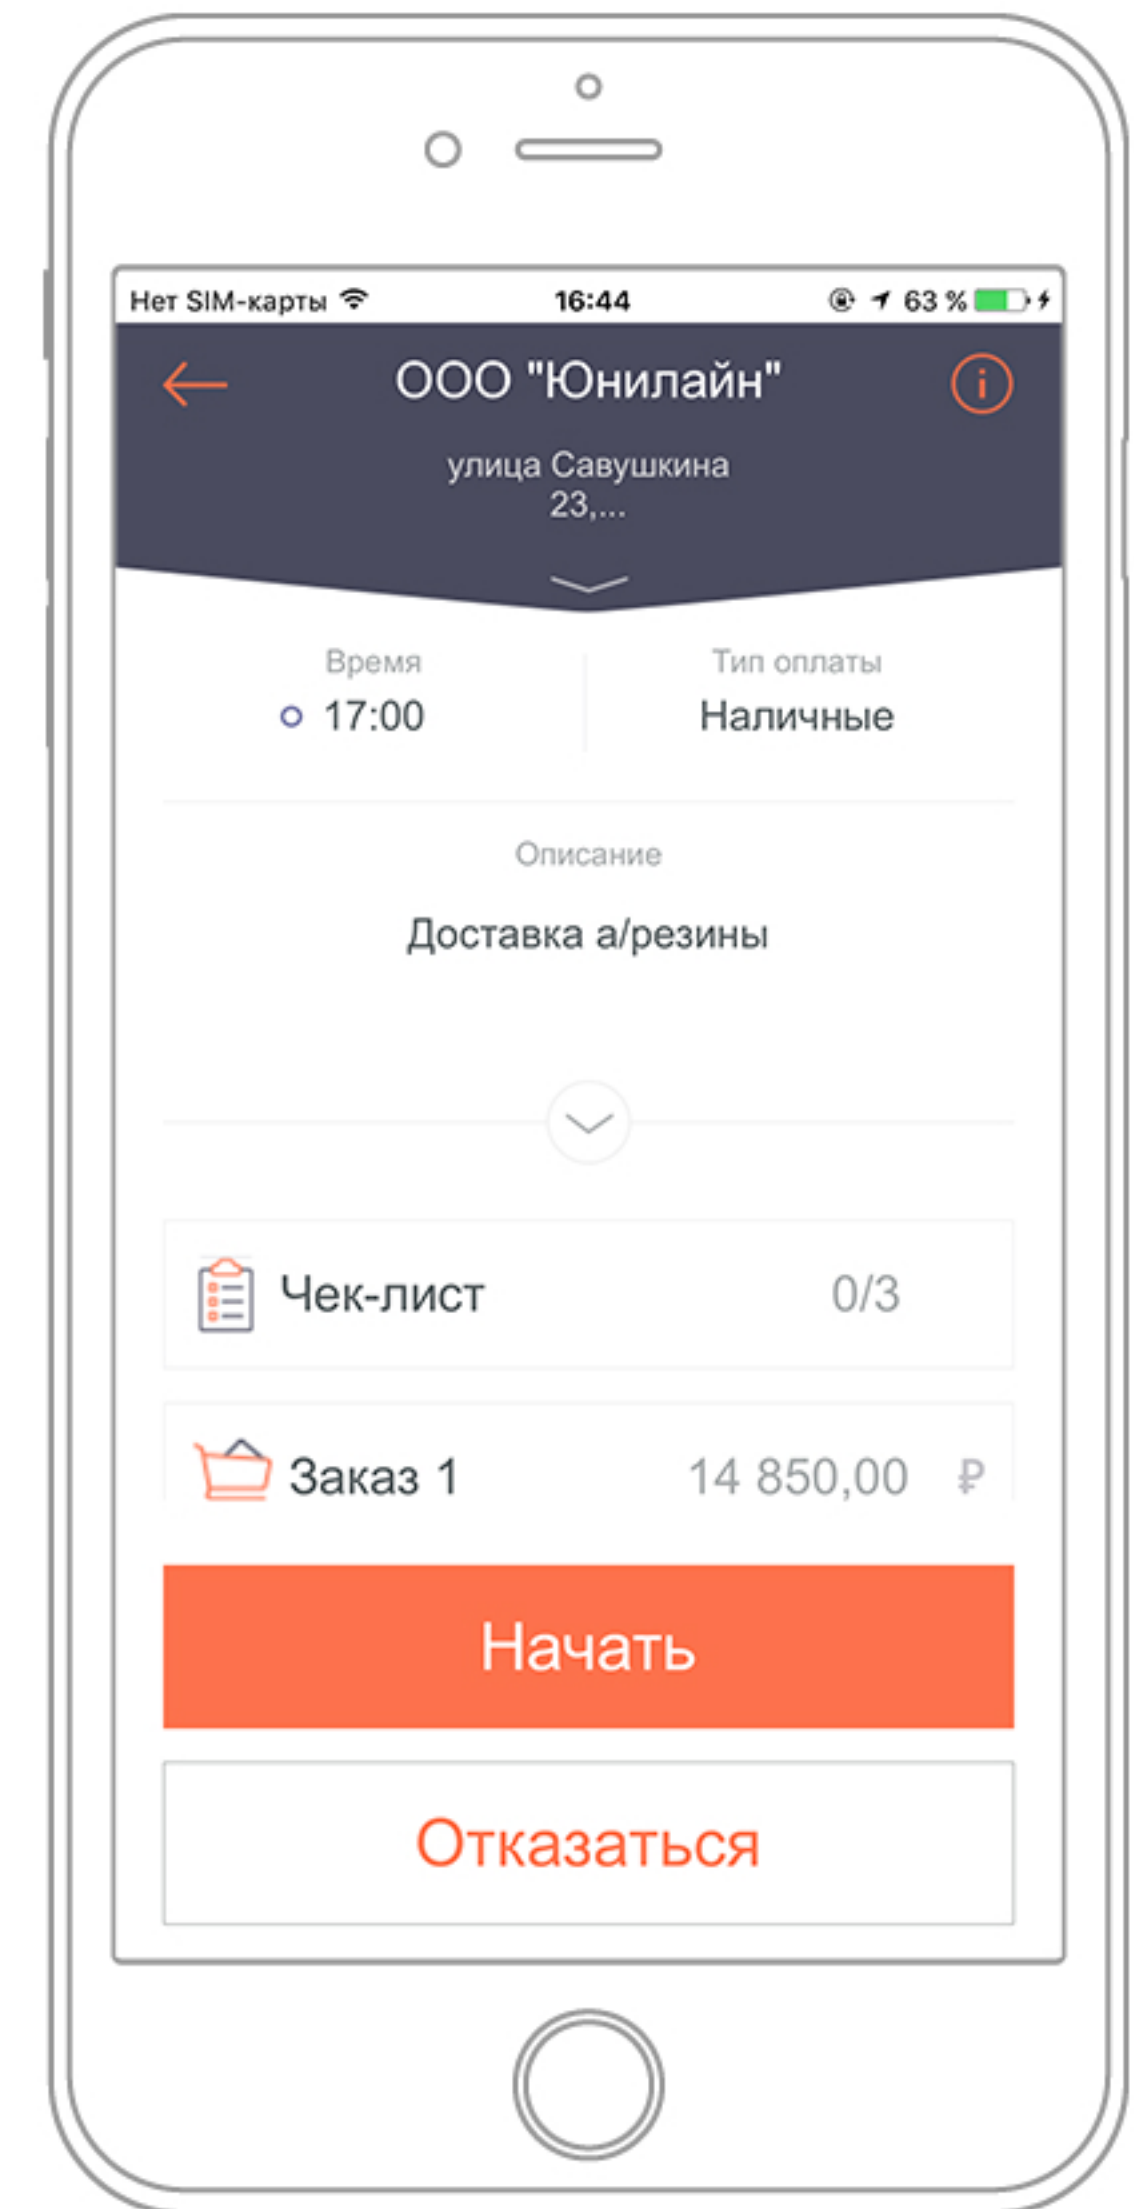 Нет SIM-карты 16:44 63 %
ООО "Юнилайн"
улица Савушкина
23,...
Время Тип оплаты
17:00 Наличные
Описание
Доставка а/резины
Чек-лист 0/3
Заказ 1 14 850,00 ₽
Начать
Отказаться